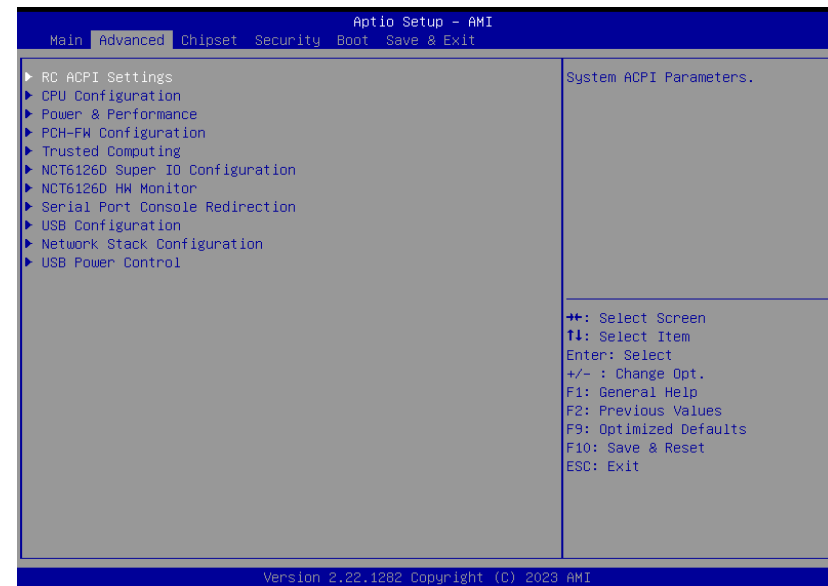 Aptio Setup – AMI
Main Advanced Chipset Security Boot Save & Exit
▶ RC ACPI Settings
▶ CPU Configuration
▶ Power & Performance
▶ PCH-FW Configuration
▶ Trusted Computing
▶ NCT6126D Super IO Configuration
▶ NCT6126D HW Monitor
▶ Serial Port Console Redirection
▶ USB Configuration
▶ Network Stack Configuration
▶ USB Power Control
System ACPI Parameters.
→←: Select Screen
↑↓: Select Item
Enter: Select
+/- : Change Opt.
F1: General Help
F2: Previous Values
F9: Optimized Defaults
F10: Save & Reset
ESC: Exit
Version 2.22.1282 Copyright (C) 2023 AMI